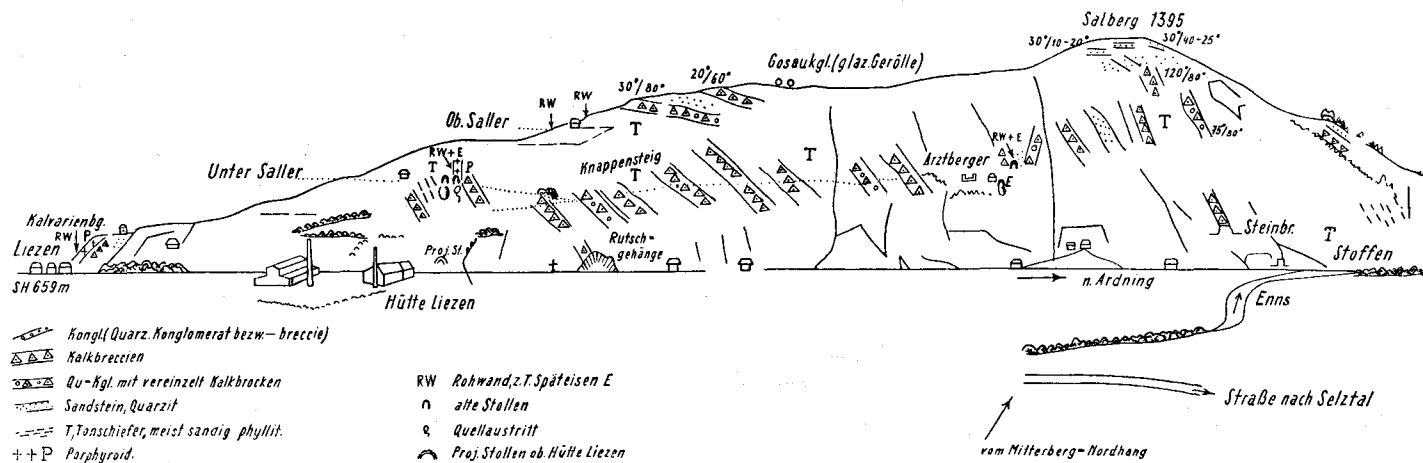 Salberg 1395
30°/10-20°
30°/40-25°
Gosaukgl.(glaz.Gerölle)
20°/60°
30°/80°
120°/80°
RW
RW
Ob. Saller
T
T
75/80°
RW+E
RW+E
T
P
Knappensteig
T
T
Arztberger
E
Unter Saller
Kalvarienbg.
RW
P
Liezen
SH 659m
Proj. St.
Rutsch-
gehänge
Steinbr.
T
Stoffen
n. Ardning
Hütte Liezen
Enns
Kongl.(Quarz. Konglomerat bezw.-breccie)
Kalkbreccien
Qu-Kgl. mit vereinzelt Kalkbrocken
Sandstein, Quarzit
T, Tonschiefer, meist sandig phyllit.
++P Porphyroid.
RW Rohwand, z.T. Späteisen E
alte Stollen
Quellaustritt
Proj. Stollen ob. Hütte Liezen
Straße nach Selztal
vom Mitterberg-Nordhang